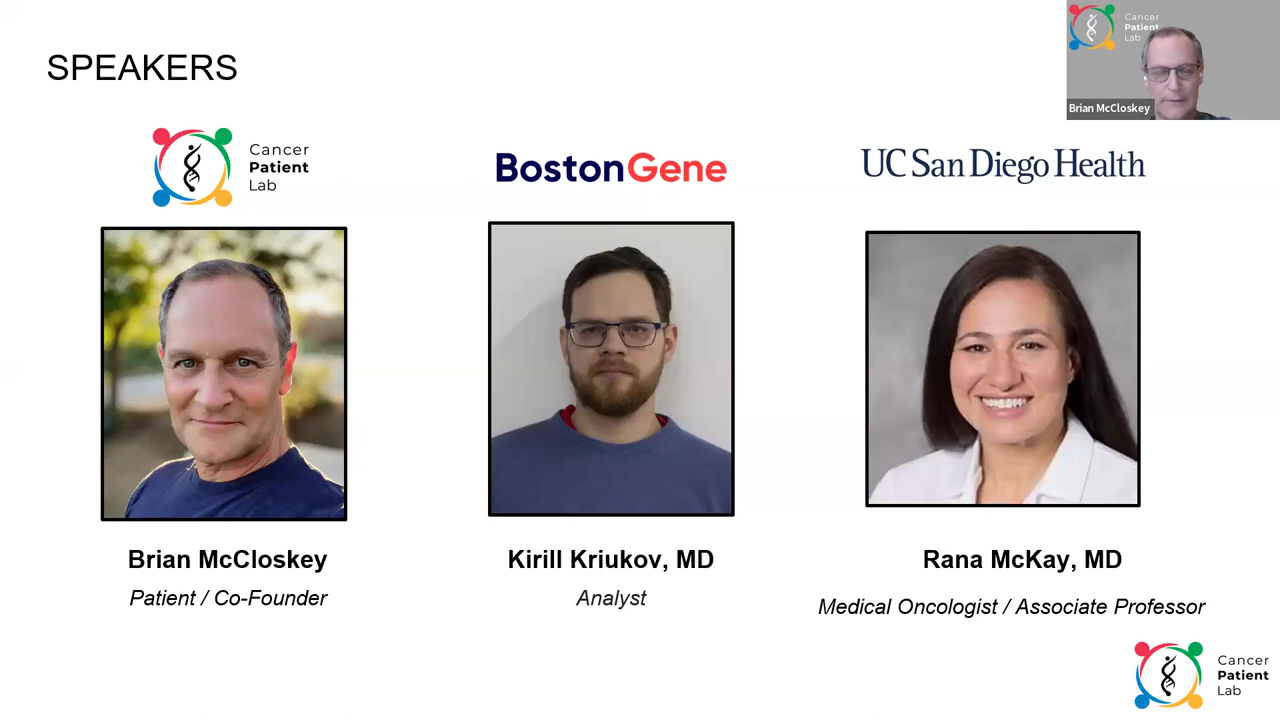 SPEAKERS
Cancer
Patient
Lab
Brian McCloskey
Cancer
Patient
Lab
BostonGene
UC San Diego Health
Brian McCloskey
Patient / Co-Founder
Kirill Kriukov, MD
Analyst
Rana McKay, MD
Medical Oncologist / Associate Professor
Cancer
Patient
Lab